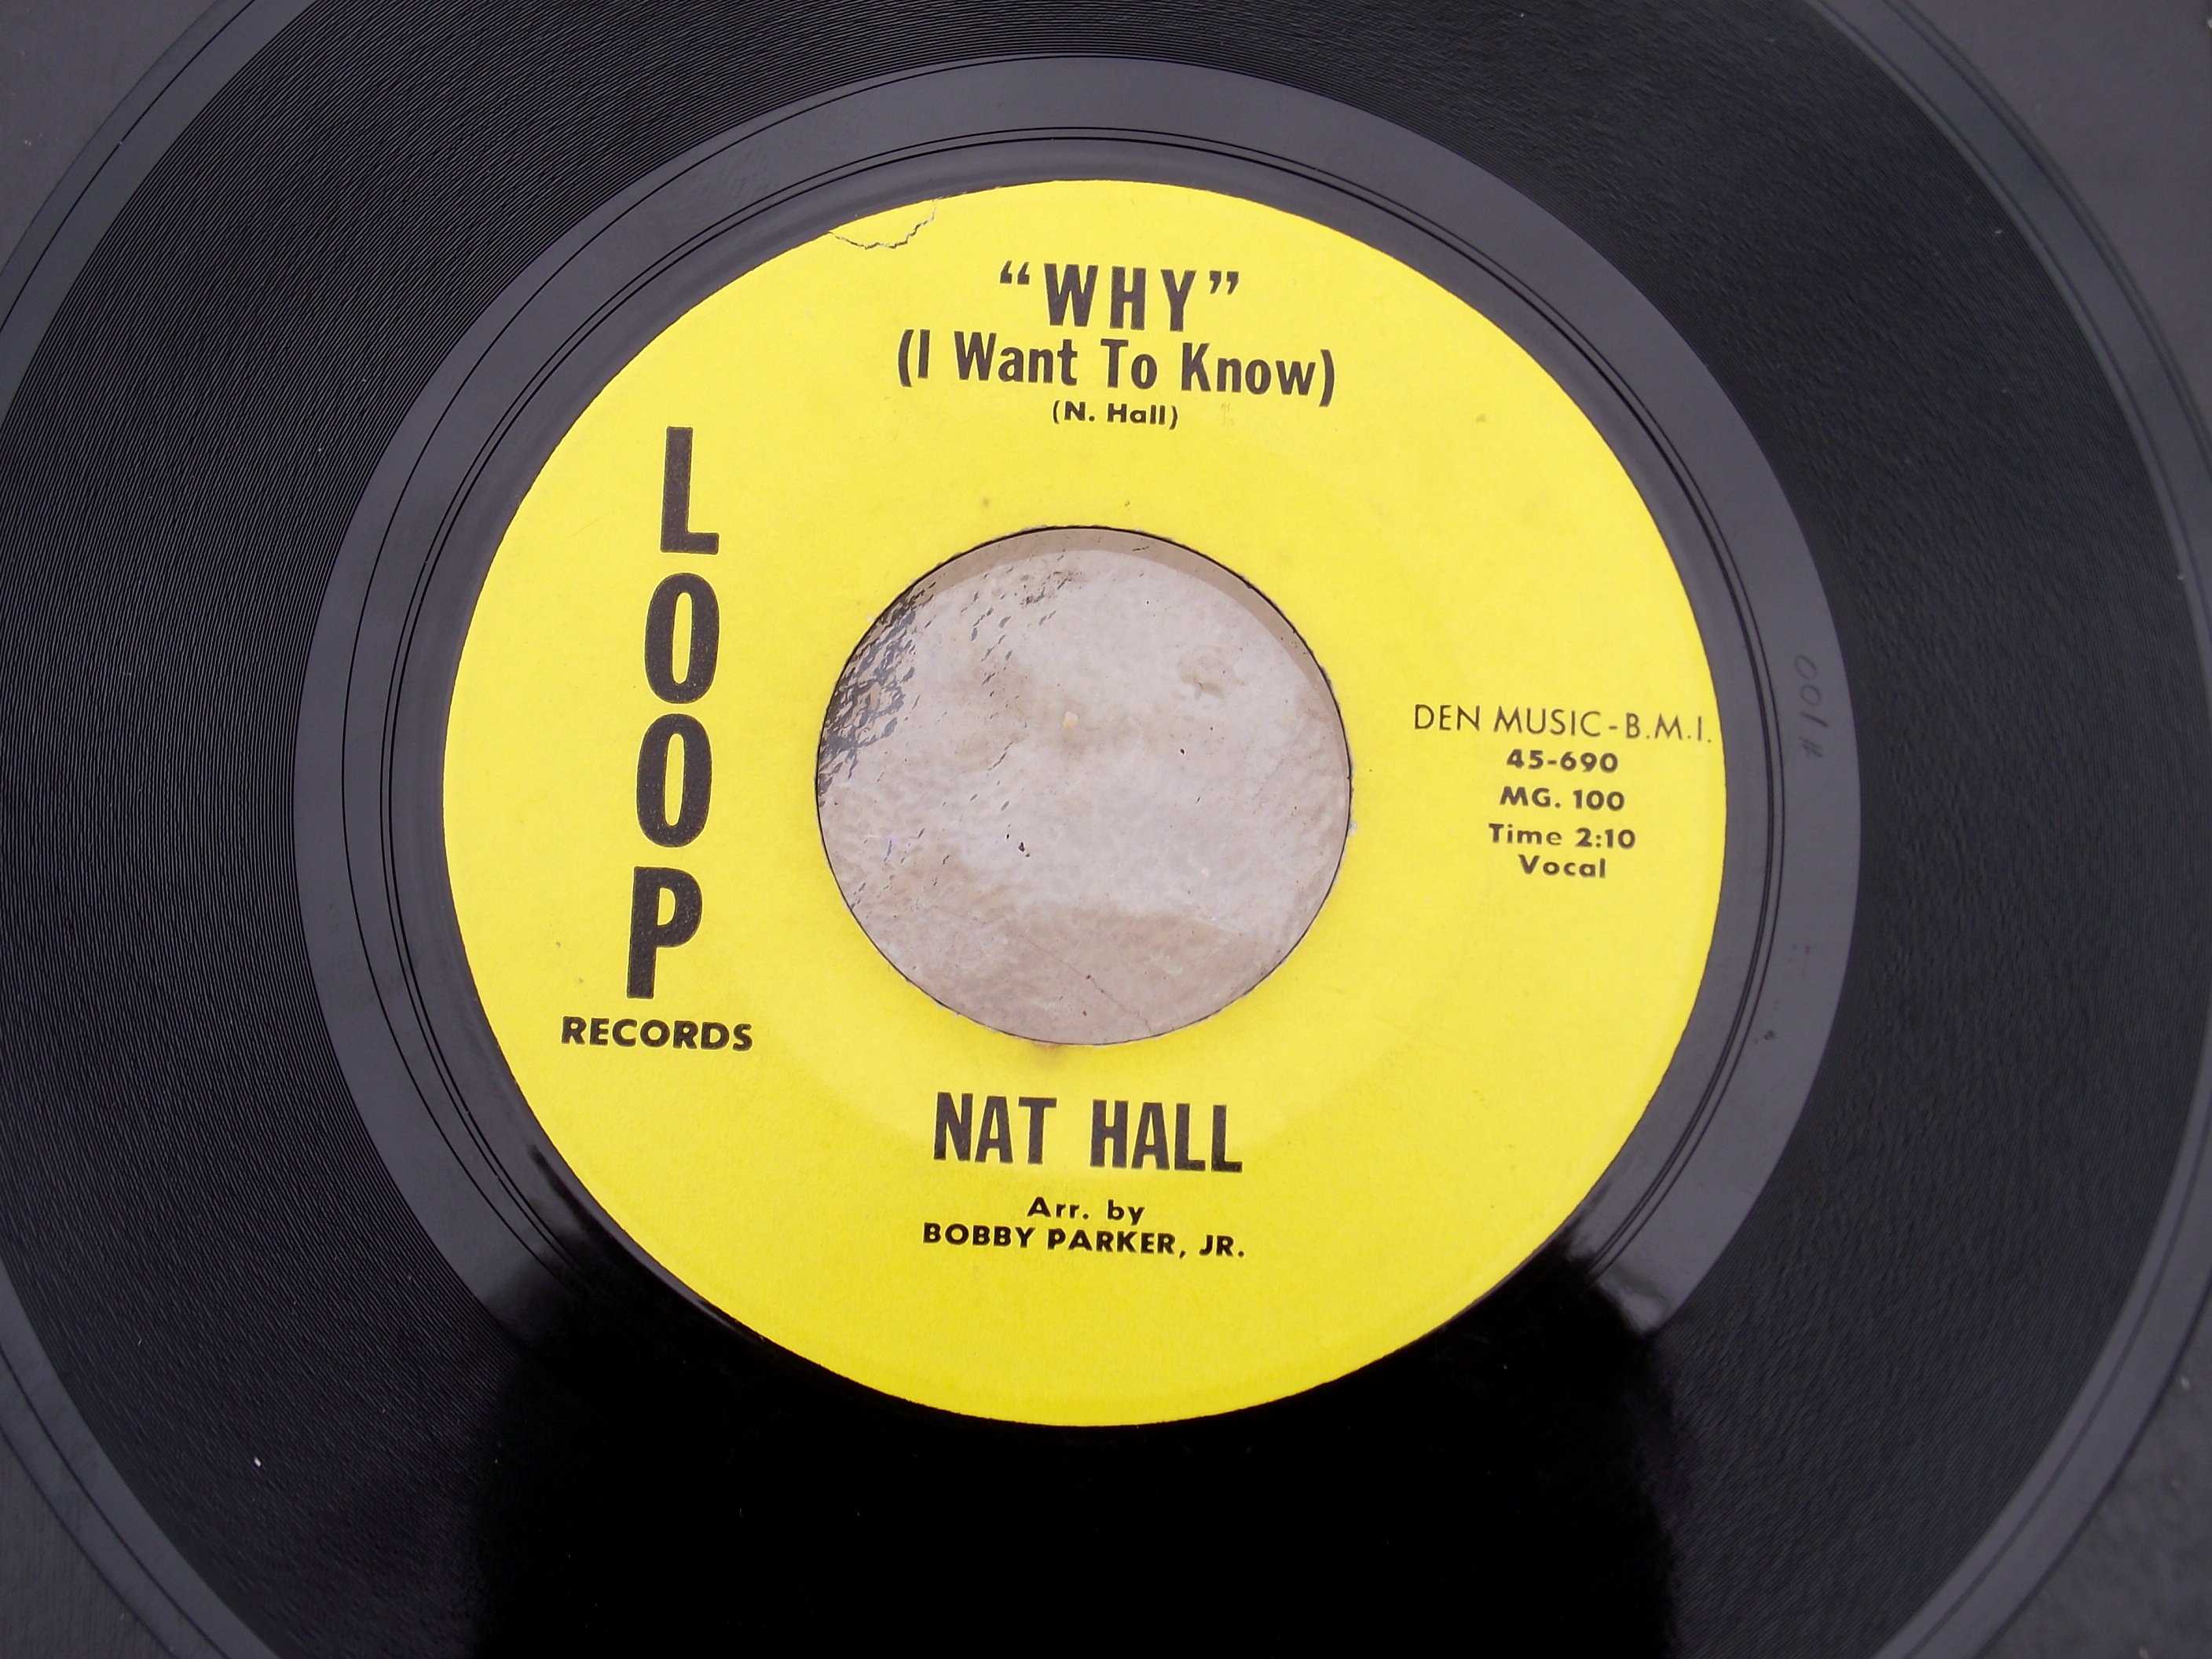 “WHY”
(I Want To Know)
(N. Hall)
LOOP
RECORDS
DEN MUSIC-B.M.I.
45-690
MG. 100
Time 2:10
Vocal
NAT HALL
Arr. by
BOBBY PARKER, JR.